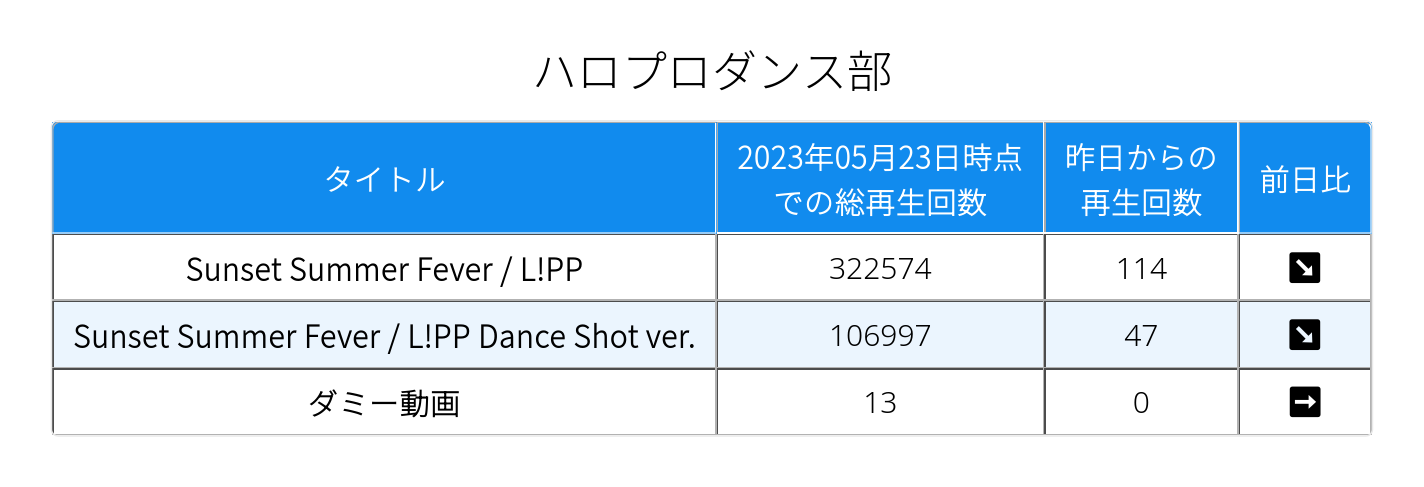 ハロプロダンス部
タイトル
2023年05月23日時点
での総再生回数
昨日からの
再生回数
前日比
Sunset Summer Fever / L!PP
322574
114
↘
Sunset Summer Fever / L!PP Dance Shot ver.
106997
47
↘
ダミー動画
13
0
→